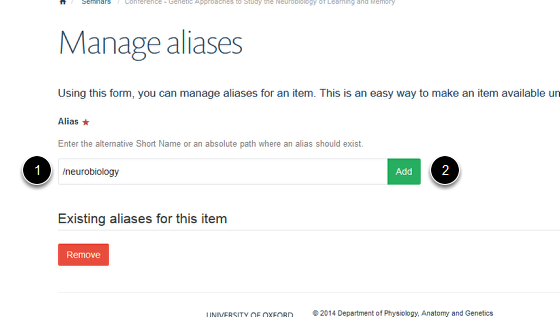 / Seminars / Conference - Genetic Approaches to Study the Neurobiology of Learning and Memory
Manage aliases
Using this form, you can manage aliases for an item. This is an easy way to make an item available un
Alias ★
Enter the alternative Short Name or an absolute path where an alias should exist.
1 /neurobiology Add 2
Existing aliases for this item
Remove
UNIVERSITY OF OXFORD © 2014 Department of Physiology, Anatomy and Genetics